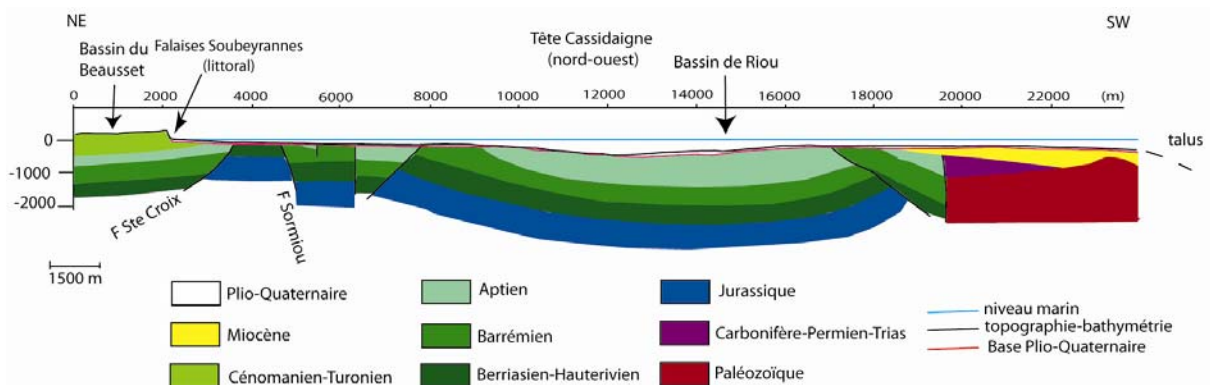 NE
SW
Bassin du
Beausset
Falaises Soubeyrannes
(littoral)
Tête Cassidaigne
(nord-ouest)
Bassin de Riou
0 2000 4000 6000 8000 10000 12000 14000 16000 18000 20000 22000 (m)
0
-1000
-2000
talus
F Ste Croix
F Sormiou
1500 m
Plio-Quaternaire
Aptien
Jurassique
niveau marin
topographie-bathymétrie
Base Plio-Quaternaire
Miocène
Barrémien
Carbonifère-Permien-Trias
Cénomanien-Turonien
Berriasien-Hauterivien
Paléozoïque